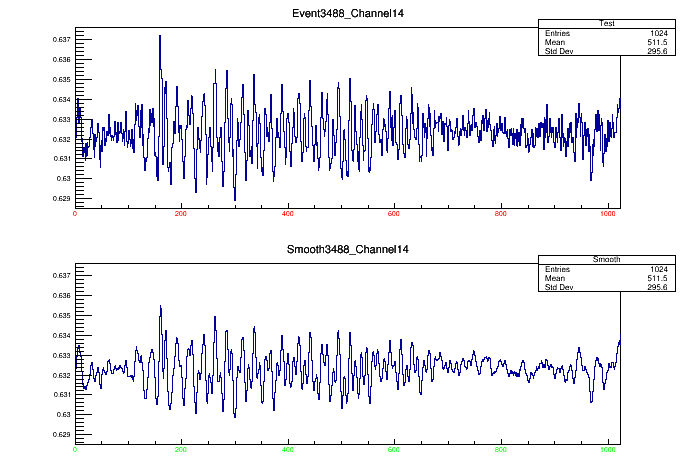 Event3488_Channel14
Test
Entries 1024
Mean 511.5
Std Dev 295.6
0.637
0.636
0.635
0.634
0.633
0.632
0.631
0.63
0.629
0 200 400 600 800 1000
Smooth3488_Channel14
Smooth
Entries 1024
Mean 511.5
Std Dev 295.6
0.637
0.636
0.635
0.634
0.633
0.632
0.631
0.63
0.629
0 200 400 600 800 1000